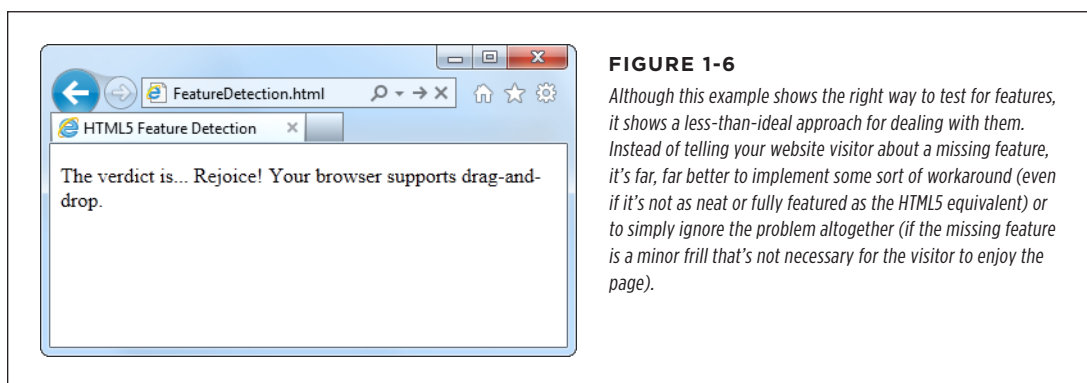 FeatureDetection.html
HTML5 Feature Detection
The verdict is... Rejoice! Your browser supports drag-and-
drop.
FIGURE 1-6
Although this example shows the right way to test for features,
it shows a less-than-ideal approach for dealing with them.
Instead of telling your website visitor about a missing feature,
it's far, far better to implement some sort of workaround (even
if it's not as neat or fully featured as the HTML5 equivalent) or
to simply ignore the problem altogether (if the missing feature
is a minor frill that's not necessary for the visitor to enjoy the
page).